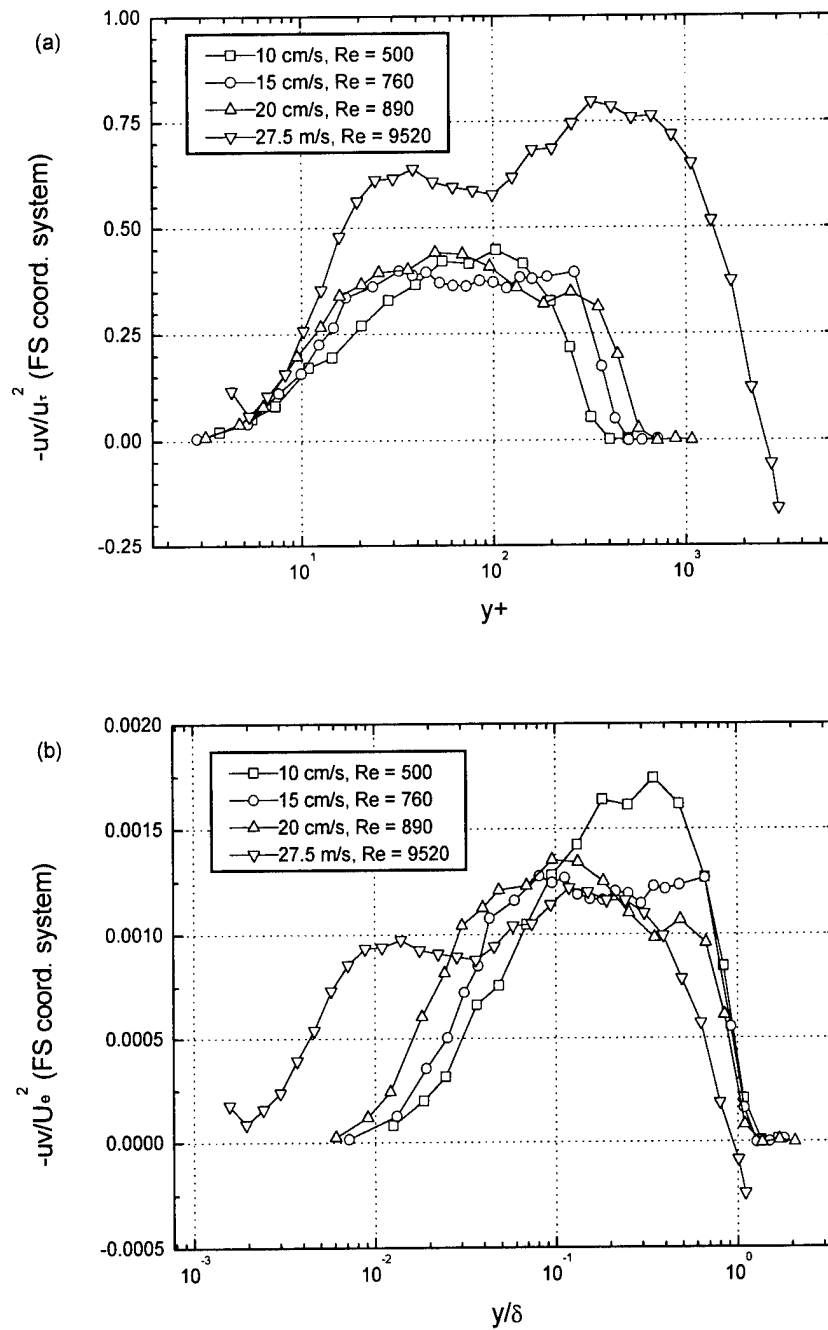 (a)
1.00
0.75
0.50
0.25
0.00
-0.25
-uv/uτ² (FS coord. system)
10 cm/s, Re = 500
15 cm/s, Re = 760
20 cm/s, Re = 890
27.5 m/s, Re = 9520
10¹
10²
10³
y+
(b)
0.0020
0.0015
0.0010
0.0005
0.0000
-0.0005
-uv/Ue² (FS coord. system)
10 cm/s, Re = 500
15 cm/s, Re = 760
20 cm/s, Re = 890
27.5 m/s, Re = 9520
10⁻³
10⁻²
10⁻¹
10⁰
y/δ